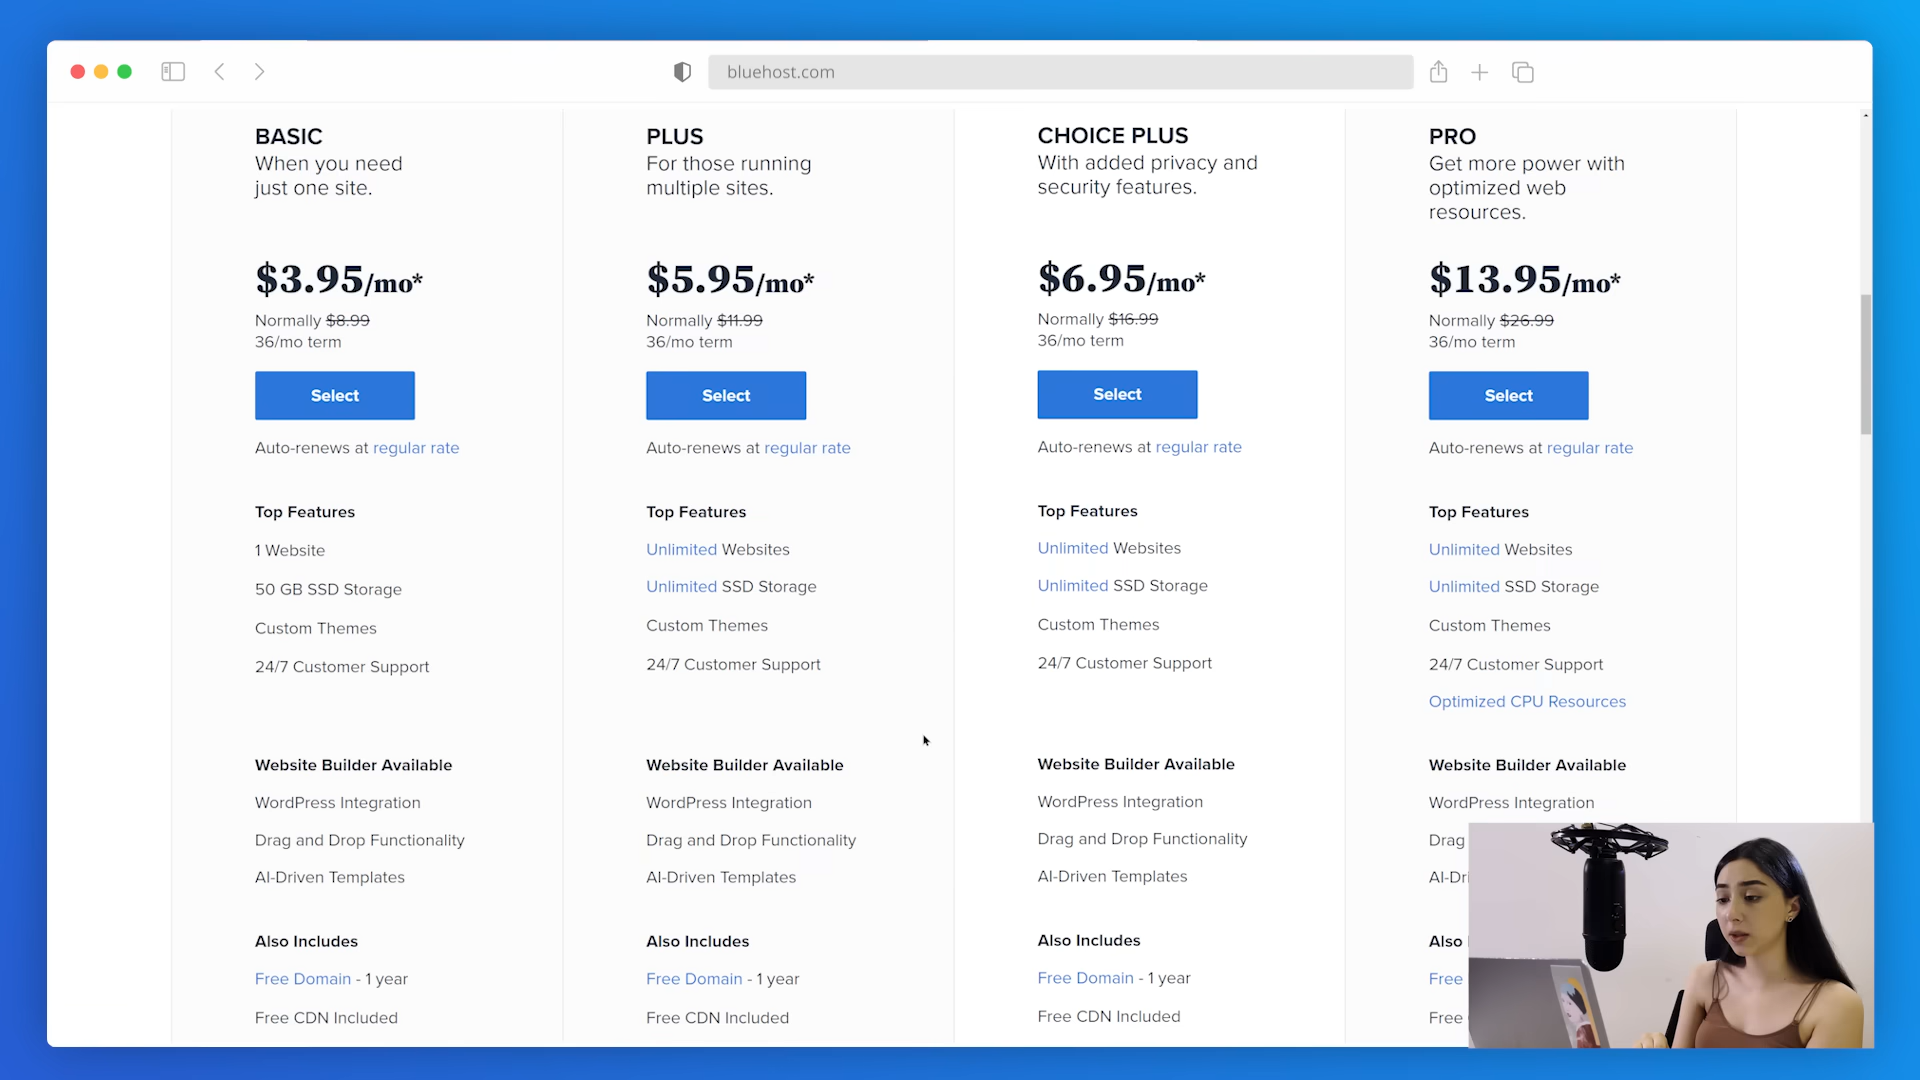 bluehost.com
BASIC
When you need
just one site.
$3.95/mo*
Normally $8.99
36/mo term
Select
Auto-renews at regular rate
Top Features
1 Website
50 GB SSD Storage
Custom Themes
24/7 Customer Support
Website Builder Available
WordPress Integration
Drag and Drop Functionality
AI-Driven Templates
Also Includes
Free Domain - 1 year
Free CDN Included
PLUS
For those running
multiple sites.
$5.95/mo*
Normally $11.99
36/mo term
Select
Auto-renews at regular rate
Top Features
Unlimited Websites
Unlimited SSD Storage
Custom Themes
24/7 Customer Support
Website Builder Available
WordPress Integration
Drag and Drop Functionality
AI-Driven Templates
Also Includes
Free Domain - 1 year
Free CDN Included
CHOICE PLUS
With added privacy and
security features.
$6.95/mo*
Normally $16.99
36/mo term
Select
Auto-renews at regular rate
Top Features
Unlimited Websites
Unlimited SSD Storage
Custom Themes
24/7 Customer Support
Website Builder Available
WordPress Integration
Drag and Drop Functionality
AI-Driven Templates
Also Includes
Free Domain - 1 year
Free CDN Included
PRO
Get more power with
optimized web
resources.
$13.95/mo*
Normally $26.99
36/mo term
Select
Auto-renews at regular rate
Top Features
Unlimited Websites
Unlimited SSD Storage
Custom Themes
24/7 Customer Support
Optimized CPU Resources
Website Builder Available
WordPress Integration
Drag
AI-Dri
Also
Free
Free